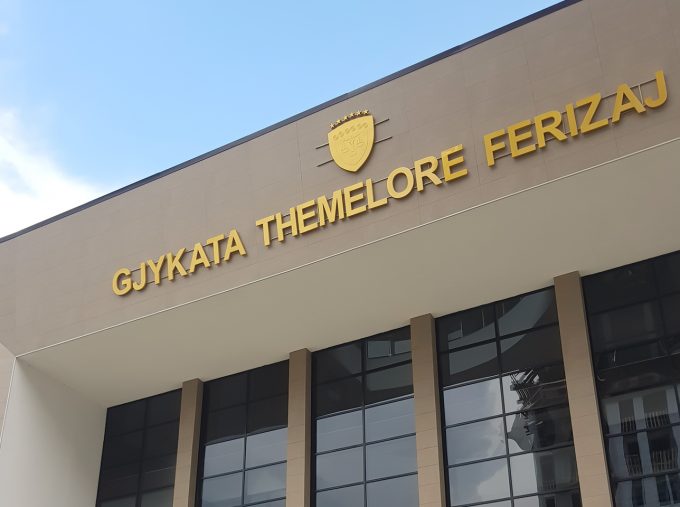 GJYKATA THEMELORE FERIZAJ